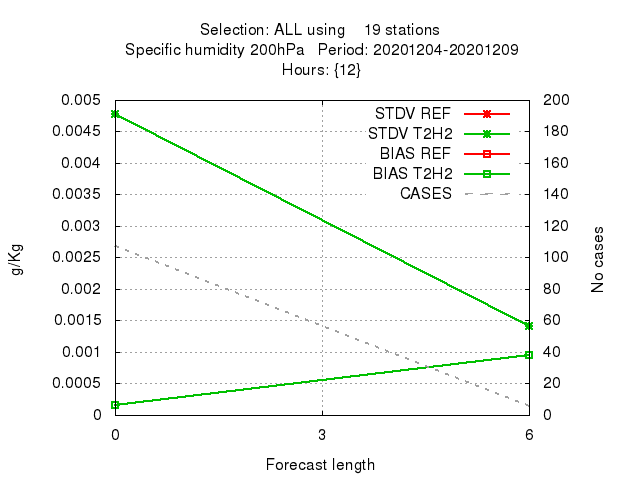 Selection: ALL using 19 stations
Specific humidity 200hPa Period: 20201204-20201209
Hours: {12}
0.005 200
STDV REF
0.0045 180
STDV T2H2
BIAS REF
0.004 160
BIAS T2H2
0.0035 140
CASES
0.003 120
0.0025 100
g/Kg
No cases
0.002 80
0.0015 60
0.001 40
0.0005 20
0 0
0 3 6
Forecast length